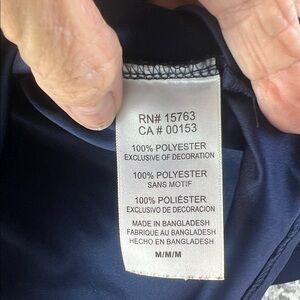 RN# 15763
CA # 00153
100% POLYESTER
EXCLUSIVE OF DECORATION
100% POLYESTER
SANS MOTIF
100% POLIÉSTER
EXCLUSIVO DE DECORACION
MADE IN BANGLADESH
FABRIQUE AU BANGLADESH
HECHO EN BANGLADESH
M/M/M